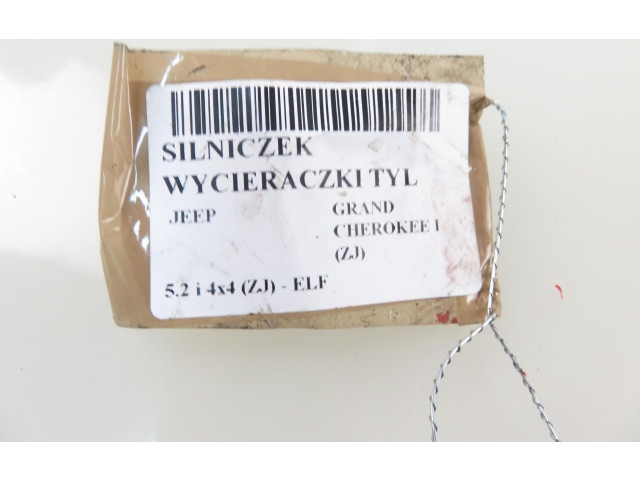 SILNICZEK
WYCIERACZKI TYL
JEEP
GRAND
CHEROKEE I
(ZJ)
5.2 i 4x4 (ZJ) - ELF